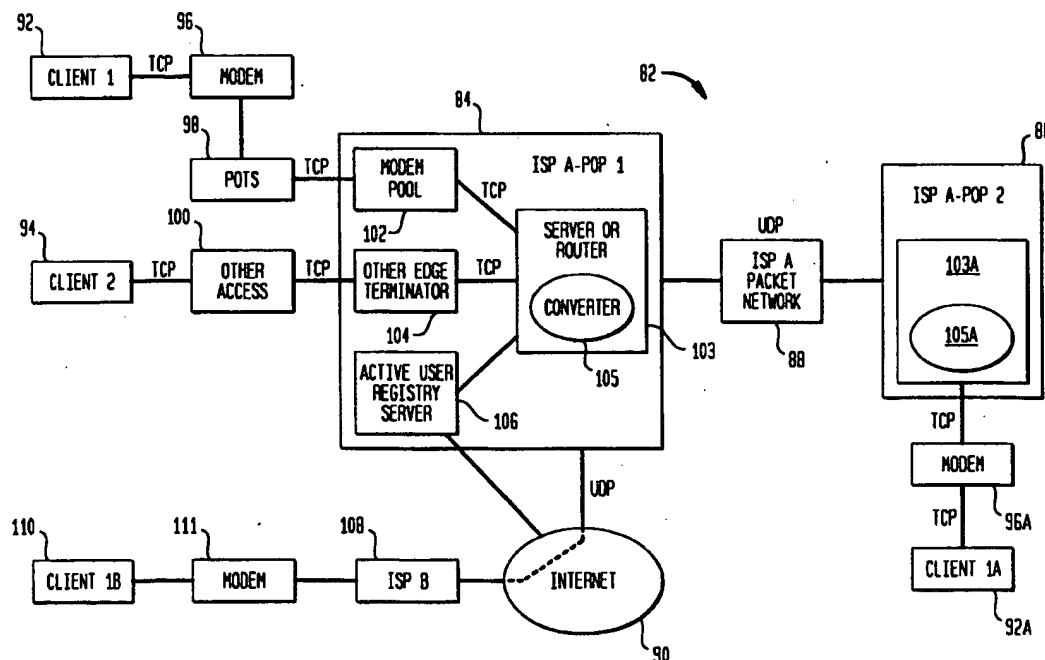 92
CLIENT 1
TCP
96
MODEM
98
POTS
TCP
94
CLIENT 2
TCP
100
OTHER
ACCESS
TCP
84
ISP A-POP 1
MODEM
POOL
102
TCP
OTHER EDGE
TERMINATOR
104
TCP
SERVER OR
ROUTER
CONVERTER
105
103
ACTIVE USER
REGISTRY
SERVER
106
82
UDP
ISP A
PACKET
NETWORK
88
ISP A-POP 2
103A
105A
TCP
MODEM
96A
TCP
CLIENT 1A
92A
UDP
110
CLIENT 1B
111
MODEM
108
ISP B
INTERNET
90